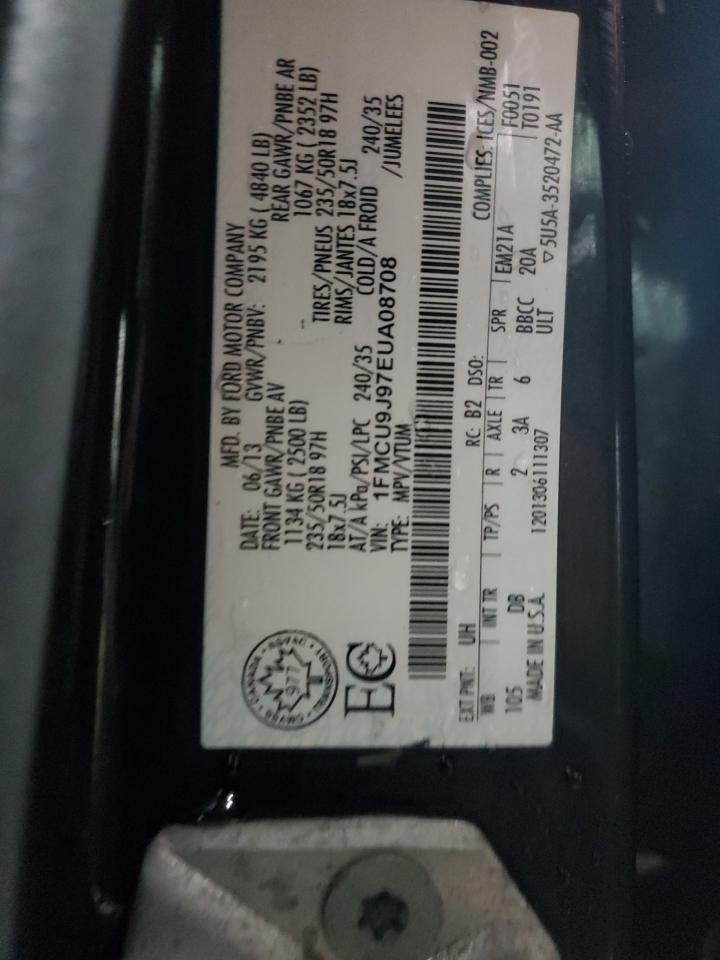 MFD. BY FORD MOTOR COMPANY
DATE: 06/13 GVWR/PNBV: 2195 KG ( 4840 LB)
FRONT GAWR/PNBE AV REAR GAWR/PNBE AR
1134 KG ( 2500 LB) 1067 KG ( 2352 LB)
235/50R18 97H TIRES/PNEUS 235/50R18 97H
18x7.5J RIMS/JANTES 18x7.5J
AT/A kPa/PSI/LPC 240/35 COLD/A FROID 240/35
VIN: 1FMCU9J97EUA08708 /JUMELEES
TYPE: MPV/VTUM
CANADA
977
EC
EXT PNT: UH RC: B2 DSO: COMPLIES: ICES/NMB-002
WB INT TR TP/PS R AXLE TR SPR EM21A F0051
105 DB 2 3A 6 BBCC 20A T0191
MADE IN U.S.A. 1201306111307 ULT ▽5U5A-3520472-AA